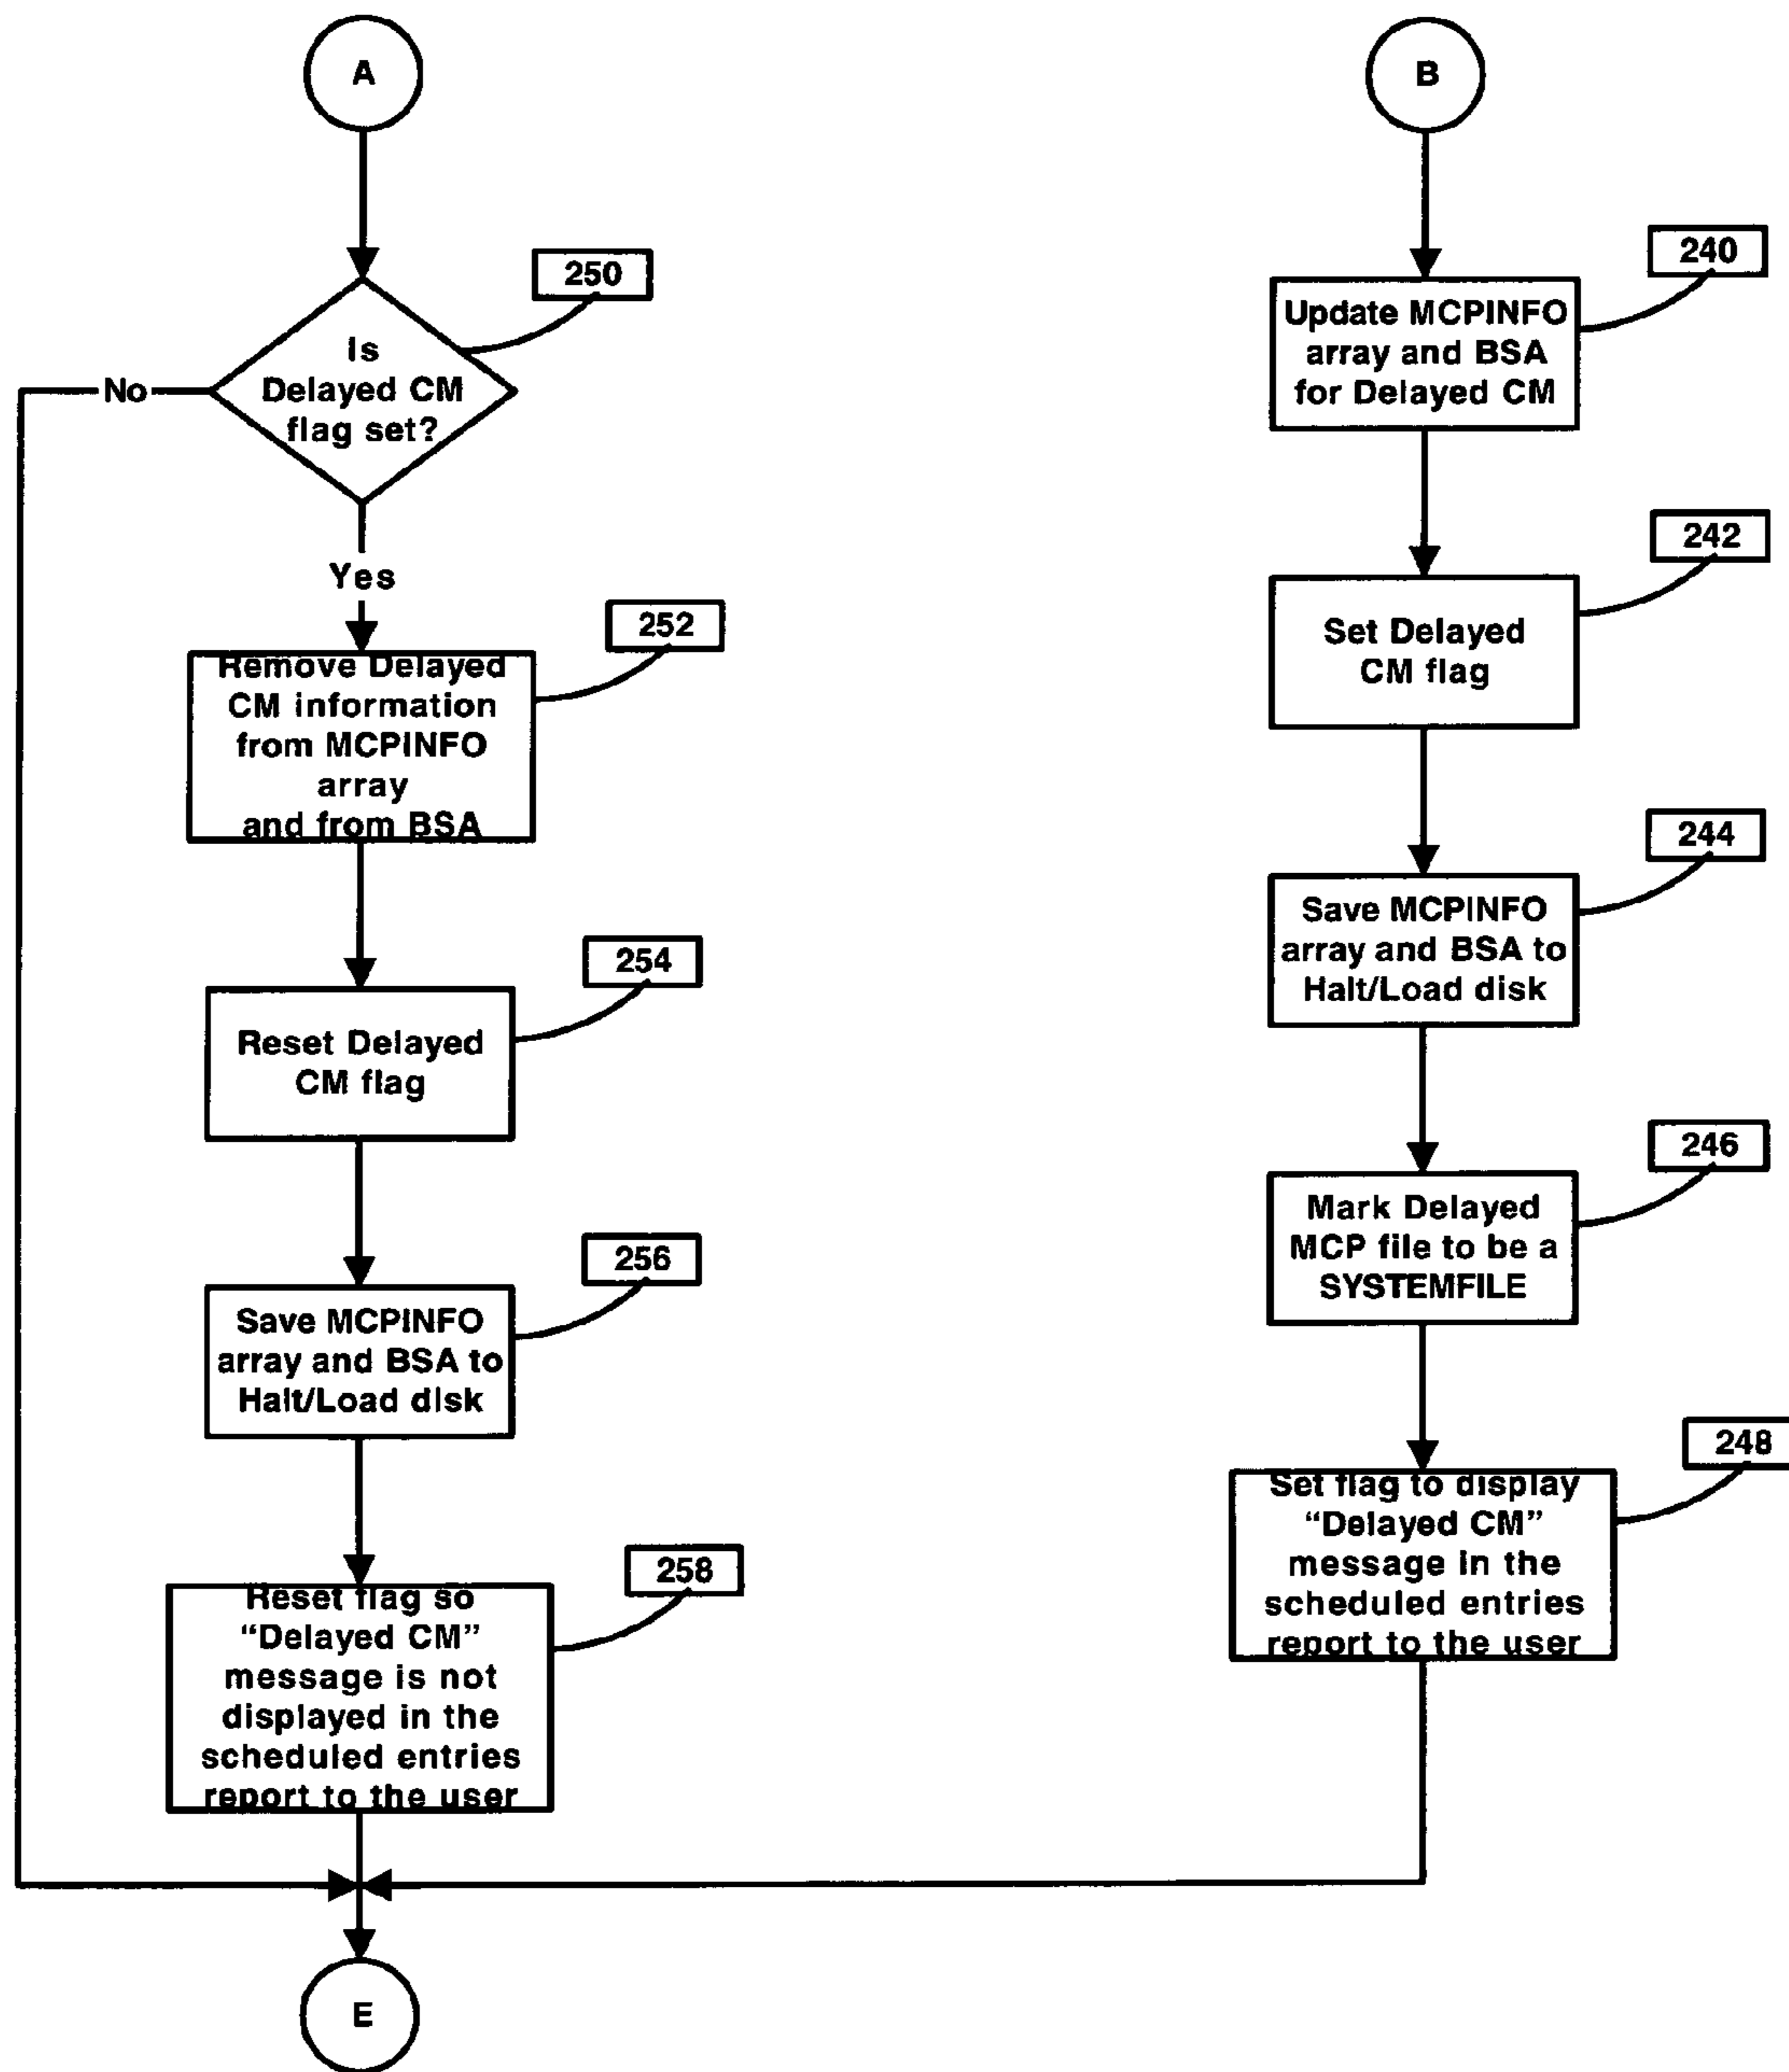 A
250
Is
Delayed CM
flag set?
No
Yes
252
Remove Delayed
CM information
from MCPINFO
array
and from BSA
254
Reset Delayed
CM flag
256
Save MCPINFO
array and BSA to
Halt/Load disk
258
Reset flag so
“Delayed CM”
message is not
displayed in the
scheduled entries
report to the user
E
B
240
Update MCPINFO
array and BSA
for Delayed CM
242
Set Delayed
CM flag
244
Save MCPINFO
array and BSA to
Halt/Load disk
246
Mark Delayed
MCP file to be a
SYSTEMFILE
248
Set flag to display
“Delayed CM”
message in the
scheduled entries
report to the user